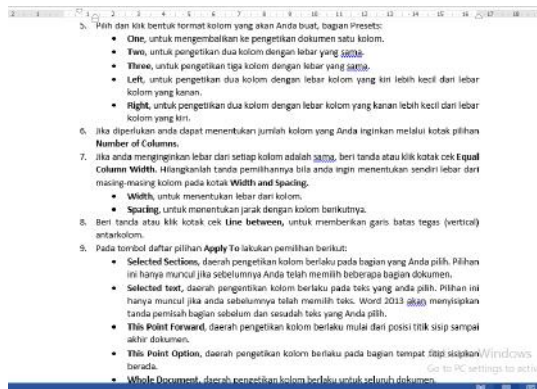 5. Pilih dan klik bentuk format kolom yang akan Anda buat, bagian Presets:
• One, untuk mengembalikan ke pengetikan dokumen satu kolom.
• Two, untuk pengetikan dua kolom dengan lebar yang sama.
• Three, untuk pengetikan tiga kolom dengan lebar yang sama.
• Left, untuk pengetikan dua kolom dengan lebar kolom yang kiri lebih kecil dari lebar
kolom yang kanan.
• Right, untuk pengetikan dua kolom dengan lebar kolom yang kanan lebih kecil dari lebar
kolom yang kiri.
6. Jika diperlukan anda dapat menentukan jumlah kolom yang Anda inginkan melalui kotak pilihan
Number of Columns.
7. Jika anda menginginkan lebar dari setiap kolom adalah sama, beri tanda atau klik kotak cek Equal
Column Width. Hilangkanlah tanda pemilihannya bila anda ingin menentukan sendiri lebar dari
masing-masing kolom pada kotak Width and Spacing.
• Width, untuk menentukan lebar dari kolom.
• Spacing, untuk menentukan jarak dengan kolom berikutnya.
8. Beri tanda atau klik kotak cek Line between, untuk memberikan garis batas tegas (vertical)
antarkolom.
9. Pada tombol daftar pilihan Apply To lakukan pemilihan berikut:
• Selected Sections, daerah pengetikan kolom berlaku pada bagian yang Anda pilih. Pilihan
ini hanya muncul jika sebelumnya Anda telah memilih beberapa bagian dokumen.
• Selected text, daerah pengentikan kolom berlaku pada teks yang anda pilih. Pilihan ini
hanya muncul jika anda sebelumnya telah memilih teks. Word 2013 akan menyisipkan
tanda pemisah bagian sebelum dan sesudah teks yang Anda pilih.
• This Point Forward, daerah pengetikan kolom berlaku mulai dari posisi titik sisip sampai
akhir dokumen.
• This Point Option, daerah pengetikan kolom berlaku pada bagian tempat titik sisipkan Windows
berada. Go to PC settings to activ
• Whole Document, daerah pengetikan kolom berlaku untuk seluruh dokumen.